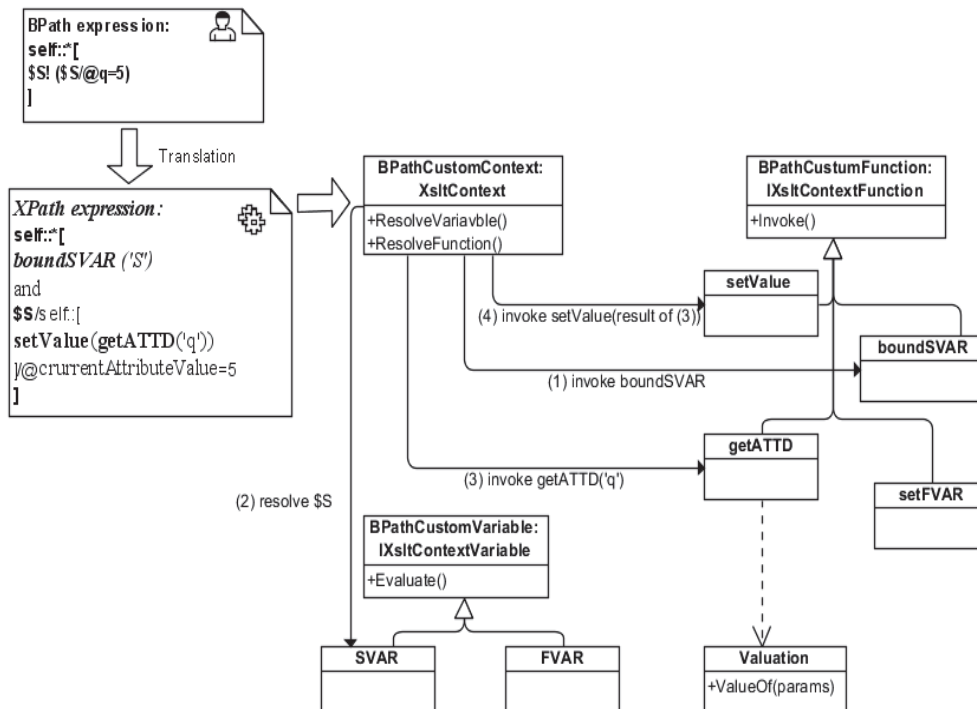 BPath expression:
self::*[
$S! ($S/@q=5)
]
Translation
XPath expression:
self::*[
boundSVAR ('S')
and
$S/self::[
setValue(getATTD('q'))
]/@crurrentAttributeValue=5
]
BPathCustomContext:
XsltContext
+ResolveVariavble()
+ResolveFunction()
BPathCustumFunction:
IXsltContextFunction
+Invoke()
setValue
(4) invoke setValue(result of (3))
boundSVAR
(1) invoke boundSVAR
getATTD
(3) invoke getATTD('q')
setFVAR
(2) resolve $S
BPathCustomVariable:
IXsltContextVariable
+Evaluate()
SVAR
FVAR
Valuation
+ValueOf(params)